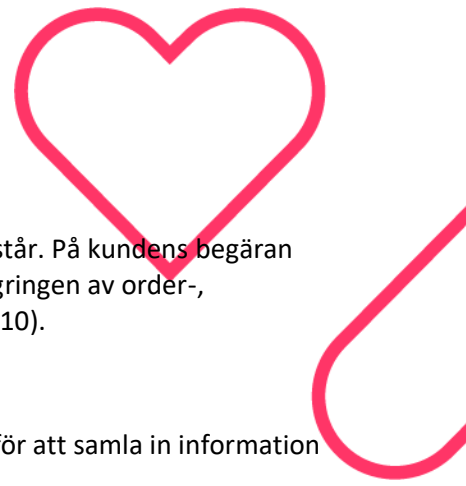 står. På kundens begäran
gringen av order-,
10).
för att samla in information